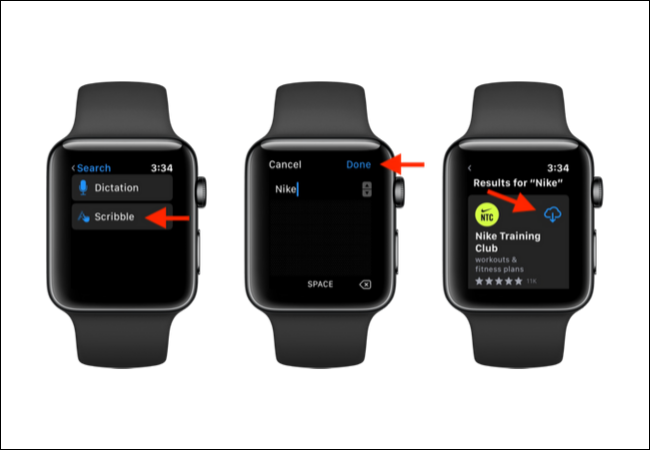 Search 3:34
Dictation
Scribble
Cancel Done
Nike
SPACE
3:34
Results for “Nike”
NTC
Nike Training
Club
workouts &
fitness plans
11K